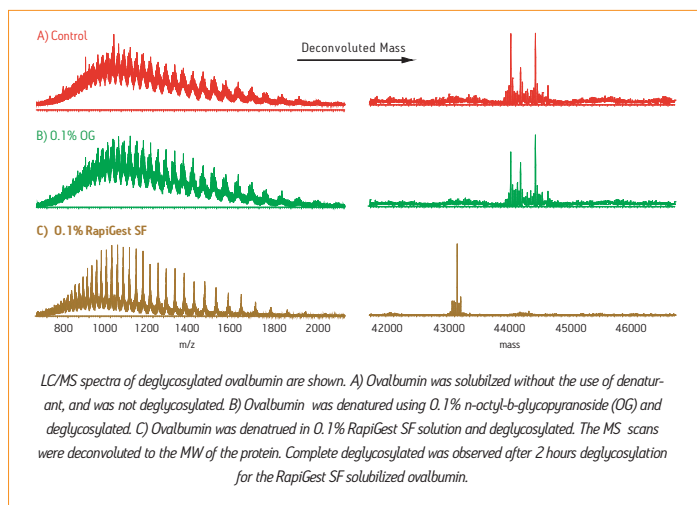 A) Control
Deconvoluted Mass
B) 0.1% OG
C) 0.1% RapiGest SF
800 1000 1200 1400 1600 1800 2000
m/z
42000 43000 44000 45000 46000
mass
LC/MS spectra of deglycosylated ovalbumin are shown. A) Ovalbumin was solubilzed without the use of denatur-
ant, and was not deglycosylated. B) Ovalbumin was denatured using 0.1% n-octyl-b-glycopyranoside (OG) and
deglycosylated. C) Ovalbumin was denatrued in 0.1% RapiGest SF solution and deglycosylated. The MS scans
were deconvoluted to the MW of the protein. Complete deglycosylated was observed after 2 hours deglycosylation
for the RapiGest SF solubilized ovalbumin.